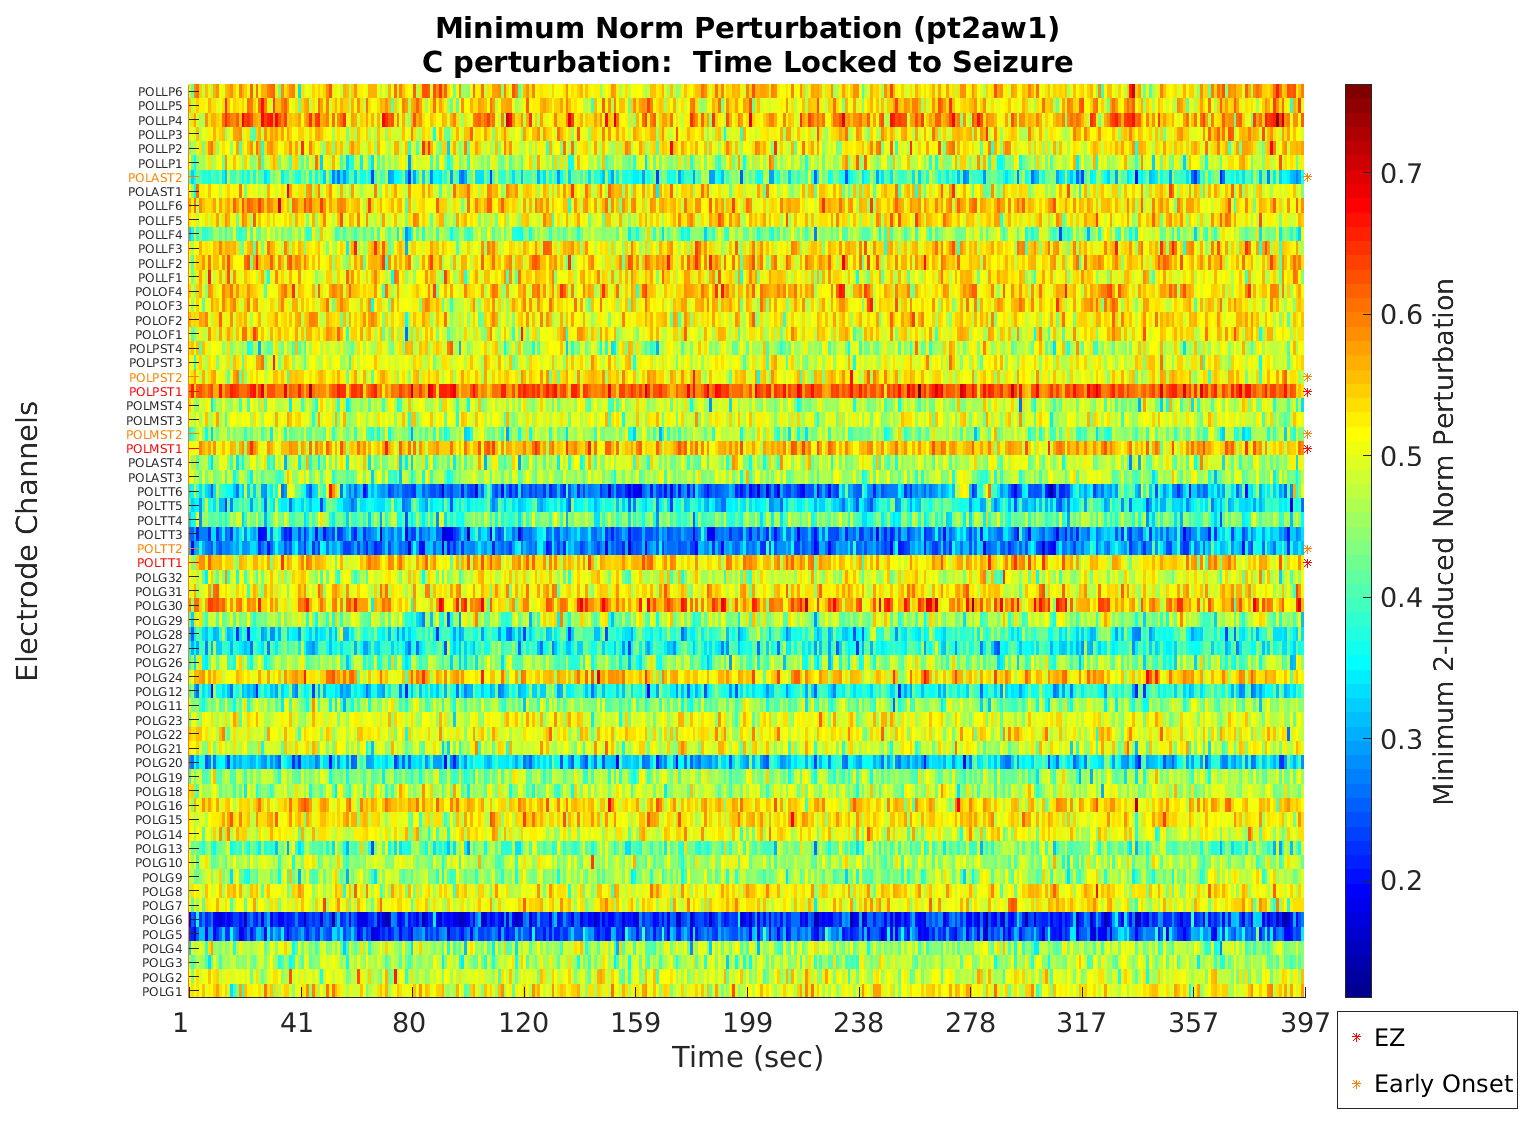 Minimum Norm Perturbation (pt2aw1)
C perturbation:  Time Locked to Seizure
Electrode Channels
POLLP6
POLLP5
POLLP4
POLLP3
POLLP2
POLLP1
POLAST2
POLAST1
POLLF6
POLLF5
POLLF4
POLLF3
POLLF2
POLLF1
POLOF4
POLOF3
POLOF2
POLOF1
POLPST4
POLPST3
POLPST2
POLPST1
POLMST4
POLMST3
POLMST2
POLMST1
POLAST4
POLAST3
POLTT6
POLTT5
POLTT4
POLTT3
POLTT2
POLTT1
POLG32
POLG31
POLG30
POLG29
POLG28
POLG27
POLG26
POLG24
POLG12
POLG11
POLG23
POLG22
POLG21
POLG20
POLG19
POLG18
POLG16
POLG15
POLG14
POLG13
POLG10
POLG9
POLG8
POLG7
POLG6
POLG5
POLG4
POLG3
POLG2
POLG1
1 41 80 120 159 199 238 278 317 357 397
Time (sec)
0.7
0.6
0.5
0.4
0.3
0.2
Minimum 2-Induced Norm Perturbation
EZ
Early Onset